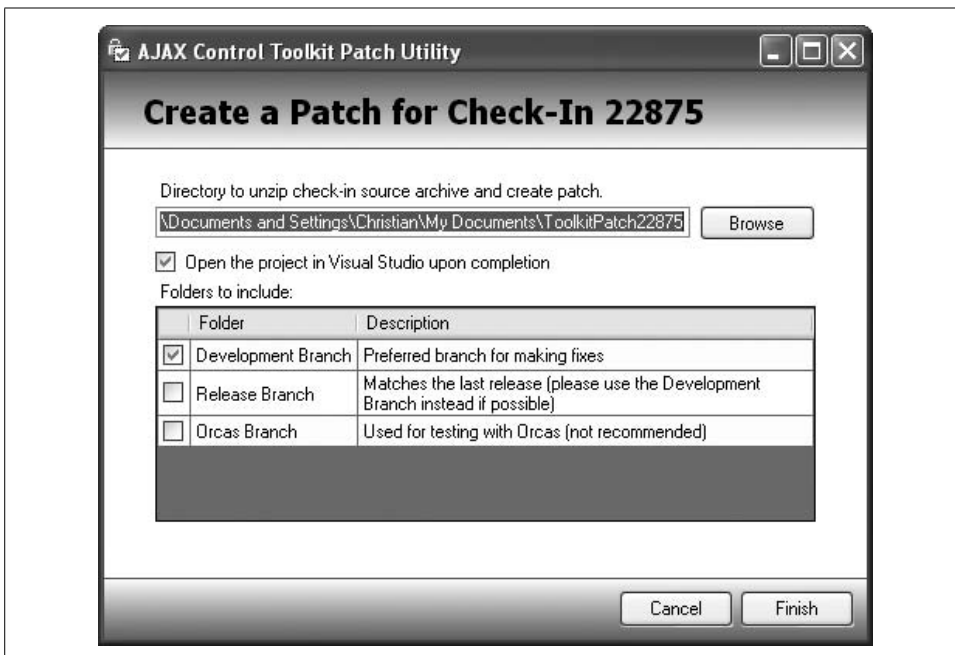 AJAX Control Toolkit Patch Utility
Create a Patch for Check-In 22875
Directory to unzip check-in source archive and create patch.
\Documents and Settings\Christian\My Documents\ToolkitPatch22875
Browse
Open the project in Visual Studio upon completion
Folders to include:
Folder Description
Development Branch Preferred branch for making fixes
Release Branch Matches the last release (please use the Development
Branch instead if possible)
Orcas Branch Used for testing with Orcas (not recommended)
Cancel Finish